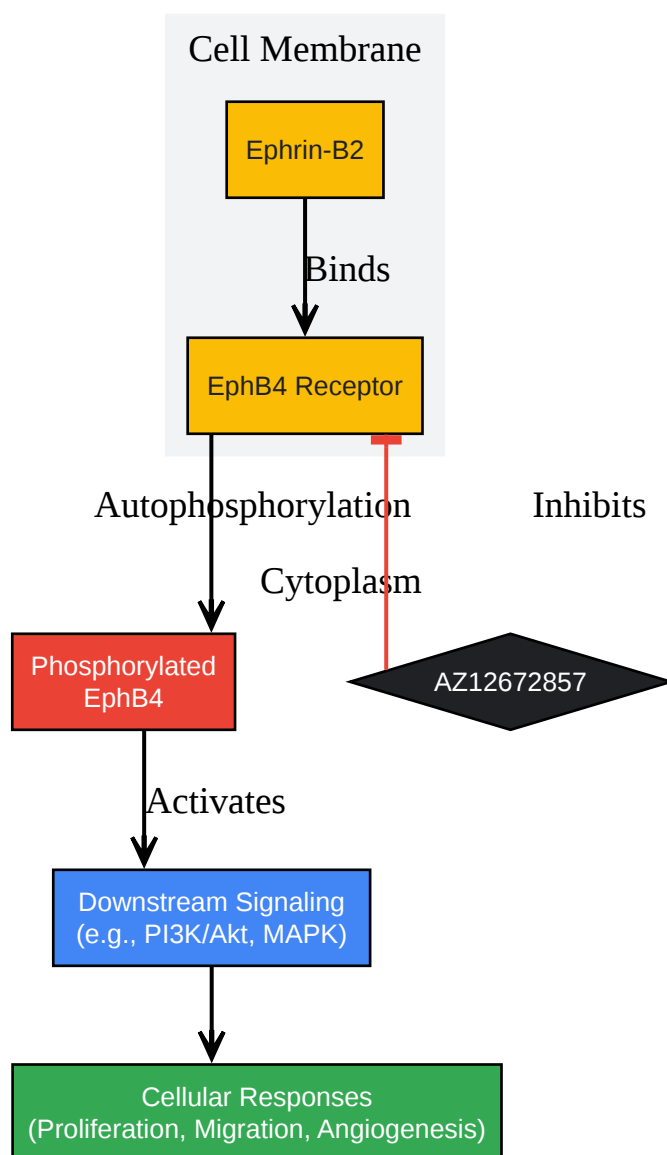 Cell Membrane
Ephrin-B2
Binds
EphB4 Receptor
Autophosphorylation
Inhibits
Cytoplasm
Phosphorylated
EphB4
AZ12672857
Activates
Downstream Signaling
(e.g., PI3K/Akt, MAPK)
Cellular Responses
(Proliferation, Migration, Angiogenesis)